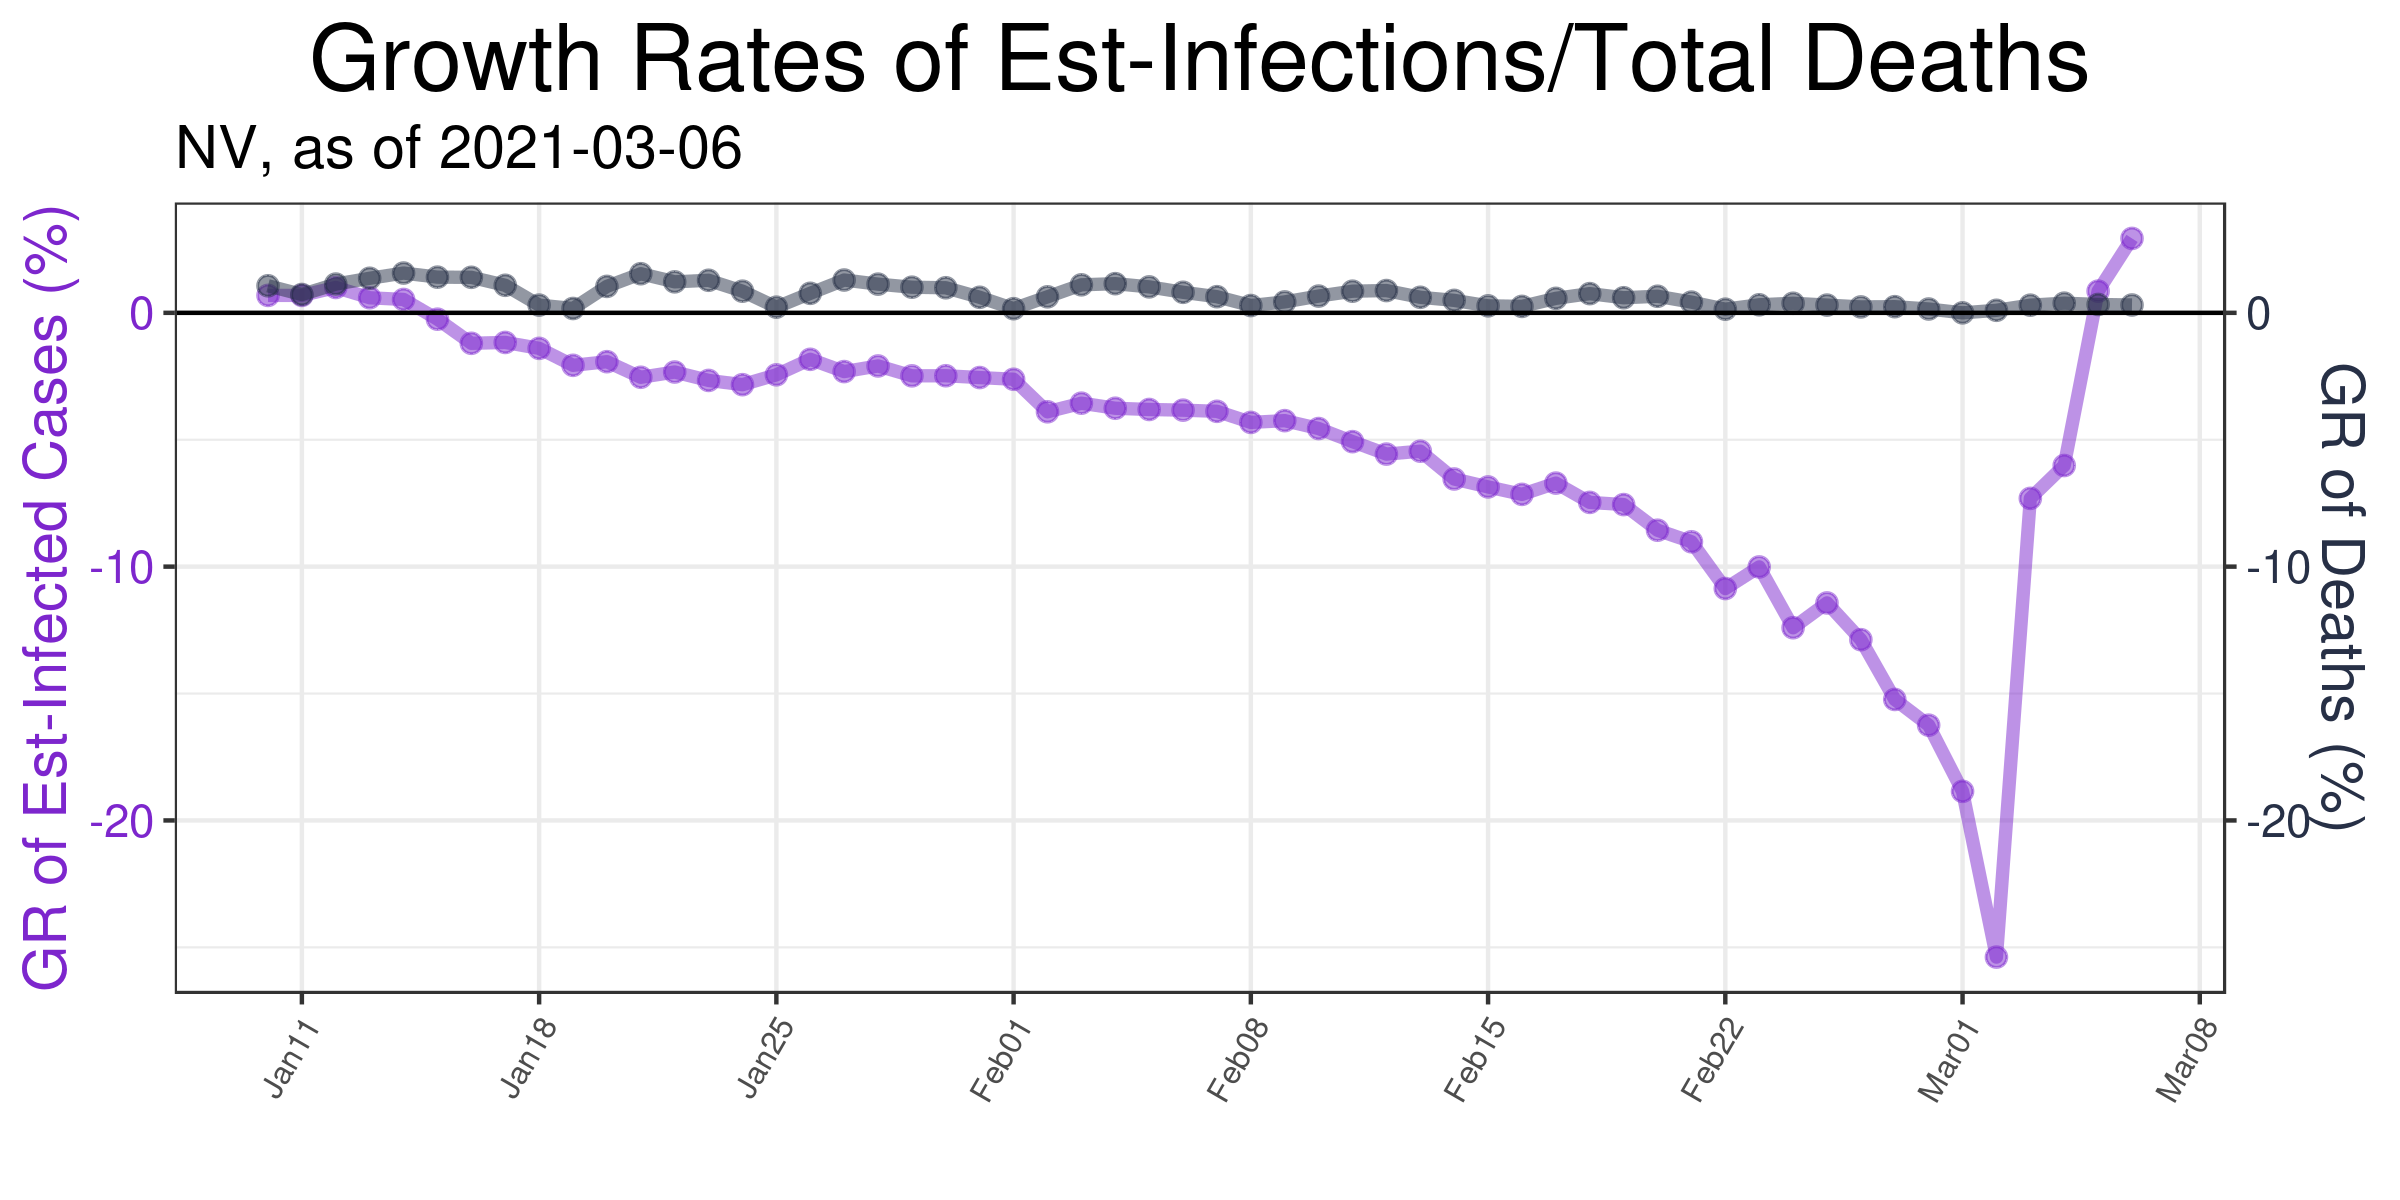 Growth Rates of Est-Infections/Total Deaths
NV, as of 2021-03-06
GR of Est-Infected Cases (%)
0
-10
-20
0
-10
-20
GR of Deaths (%)
Jan11
Jan18
Jan25
Feb01
Feb08
Feb15
Feb22
Mar01
Mar08